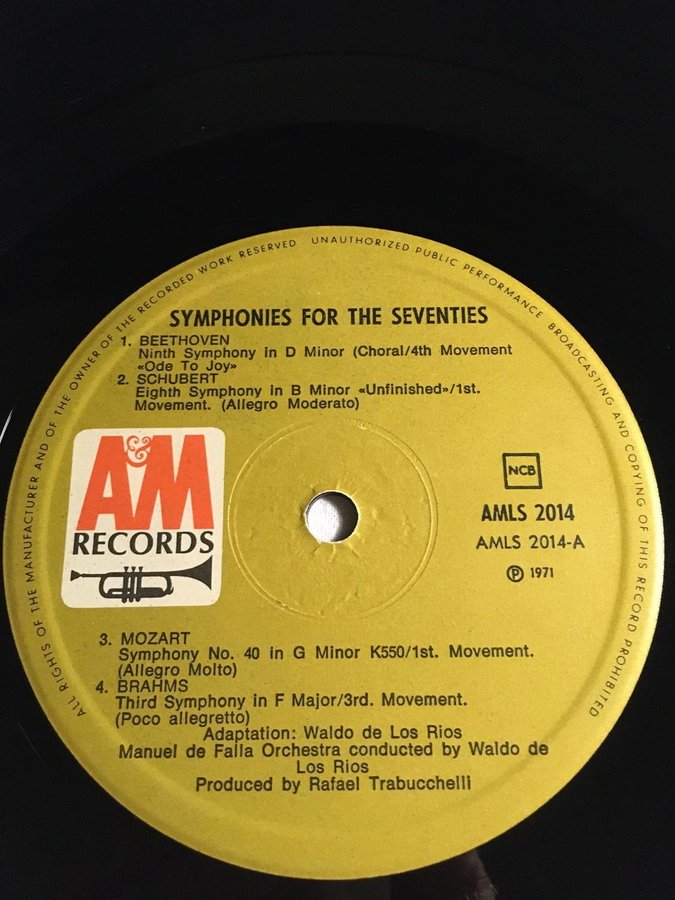 ALL RIGHTS OF THE MANUFACTURER AND OF THE OWNER OF THE RECORDED WORK RESERVED UNAUTHORIZED PUBLIC PERFORMANCE BROADCASTING AND COPYING OF THIS RECORD PROHIBITED
SYMPHONIES FOR THE SEVENTIES
1. BEETHOVEN
Ninth Symphony in D Minor (Choral/4th Movement
«Ode To Joy»
2. SCHUBERT
Eighth Symphony in B Minor «Unfinished»/1st.
Movement. (Allegro Moderato)
A&M
RECORDS
NCB
AMLS 2014
AMLS 2014-A
℗ 1971
3. MOZART
Symphony No. 40 in G Minor K550/1st. Movement.
(Allegro Molto)
4. BRAHMS
Third Symphony in F Major/3rd. Movement.
(Poco allegretto)
Adaptation: Waldo de Los Rios
Manuel de Falla Orchestra conducted by Waldo de
Los Rios
Produced by Rafael Trabucchelli